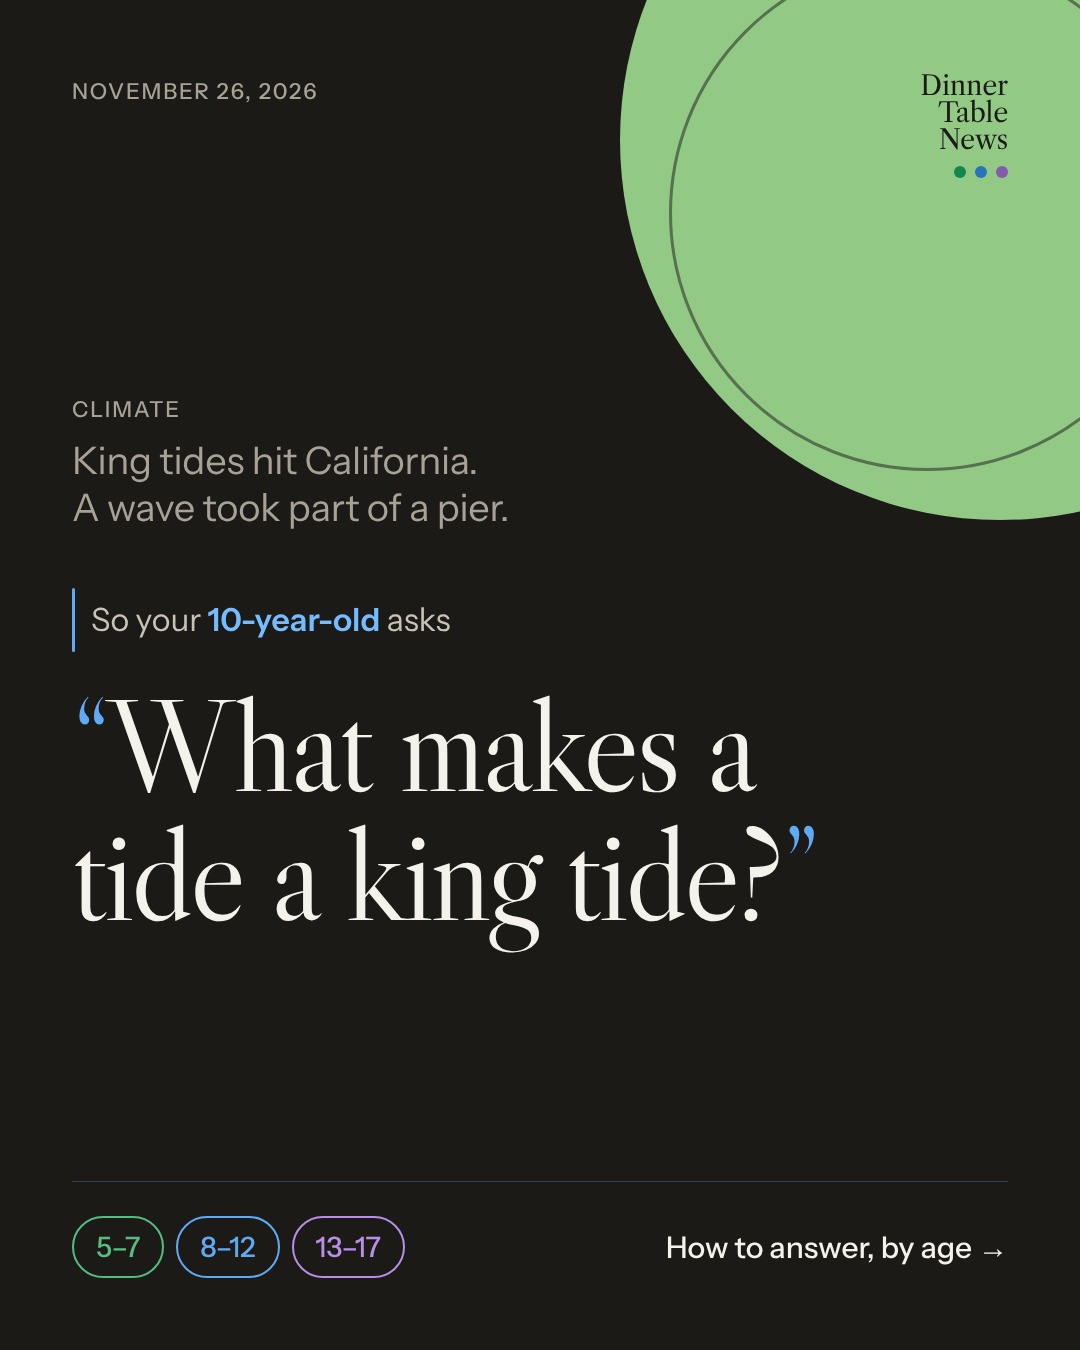 NOVEMBER 26, 2026
Dinner
Table
News
CLIMATE
King tides hit California.
A wave took part of a pier.
So your 10-year-old asks
“What makes a
tide a king tide?”
5–7
8–12
13–17
How to answer, by age →